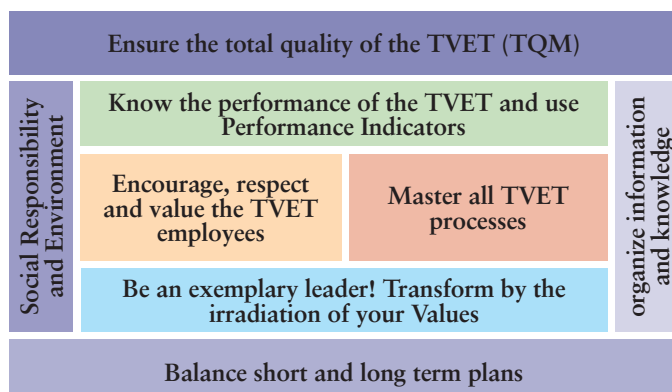 Ensure the total quality of the TVET (TQM)
Social Responsibility
and Environment
Know the performance of the TVET and use
Performance Indicators
Encourage, respect
and value the TVET
employees
Master all TVET
processes
Be an exemplary leader! Transform by the
irradiation of your Values
organize information
and knowledge
Balance short and long term plans